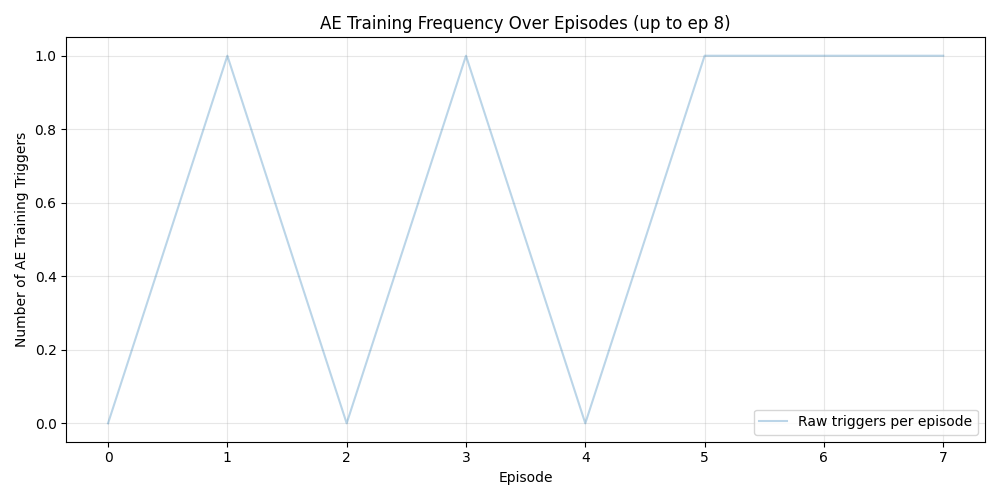 AE Training Frequency Over Episodes (up to ep 8)
Number of AE Training Triggers
1.0
0.8
0.6
0.4
0.2
0.0
Raw triggers per episode
0 1 2 3 4 5 6 7
Episode